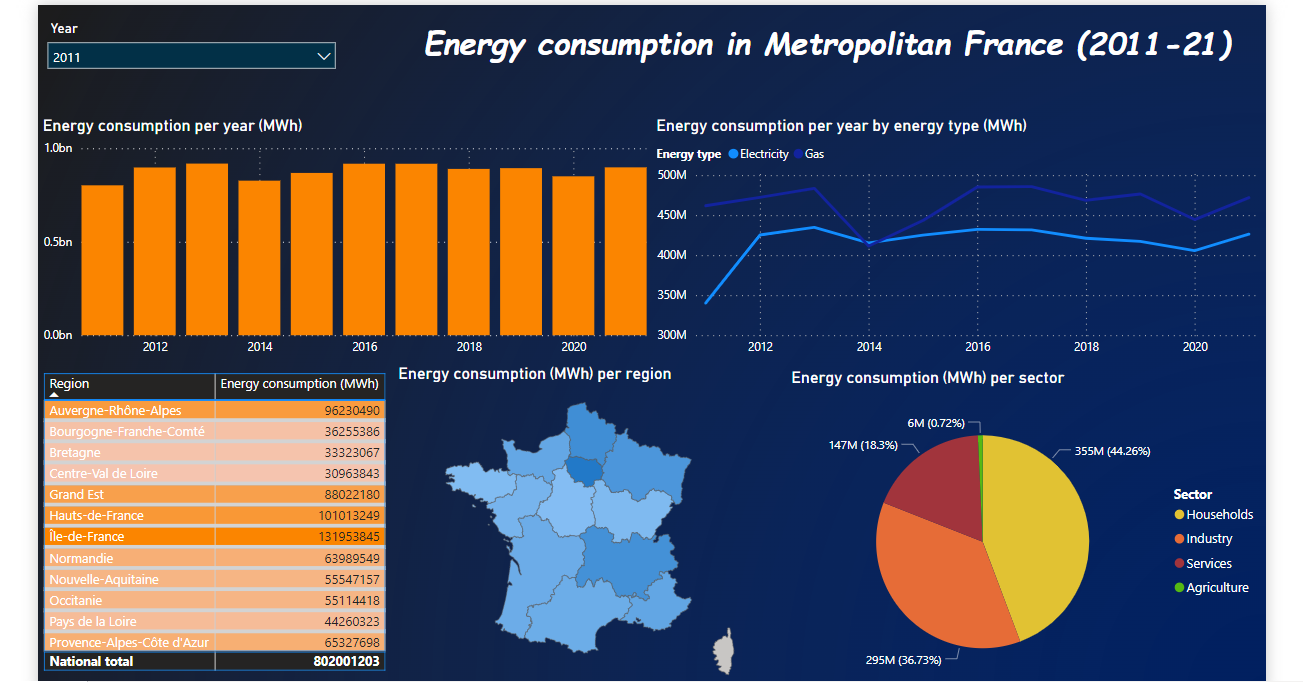 Year
2011
Energy consumption in Metropolitan France (2011-21)
Energy consumption per year (MWh)
1.0bn
0.5bn
0.0bn
2012 2014 2016 2018 2020
Energy consumption per year by energy type (MWh)
Energy type Electricity Gas
500M
450M
400M
350M
300M
2012 2014 2016 2018 2020
Region Energy consumption (MWh)
Auvergne-Rhône-Alpes 96230490
Bourgogne-Franche-Comté 36255386
Bretagne 33323067
Centre-Val de Loire 30963843
Grand Est 88022180
Hauts-de-France 101013249
Île-de-France 131953845
Normandie 63989549
Nouvelle-Aquitaine 55547157
Occitanie 55114418
Pays de la Loire 44260323
Provence-Alpes-Côte d'Azur 65327698
National total 802001203
Energy consumption (MWh) per region
Energy consumption (MWh) per sector
6M (0.72%)
147M (18.3%)
355M (44.26%)
295M (36.73%)
Sector
Households
Industry
Services
Agriculture